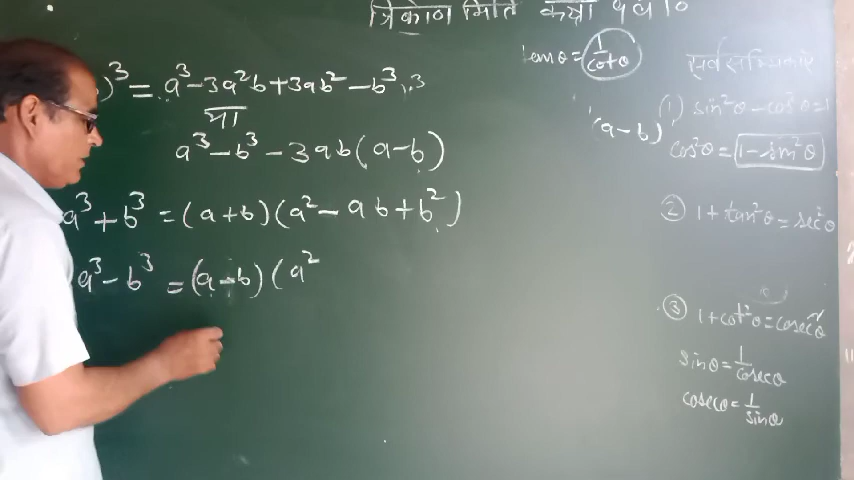 त्रिकोण मिति कक्षा 9 वं 10
)³ = a³ - 3a²b + 3ab² - b³
या
a³ - b³ - 3ab(a - b)
a³ + b³ = (a + b)(a² - ab + b²)
a³ - b³ = (a - b)(a²
tanθ = 1/cotθ
(a - b)
सर्वसमिकाएं
(1) sin²θ - cos²θ = 1
cos²θ = 1 - sin²θ
② 1 + tan²θ = sec²θ
③ 1 + cot²θ = cosec²θ
sinθ = 1/cosecθ
cosecθ = 1/sinθ